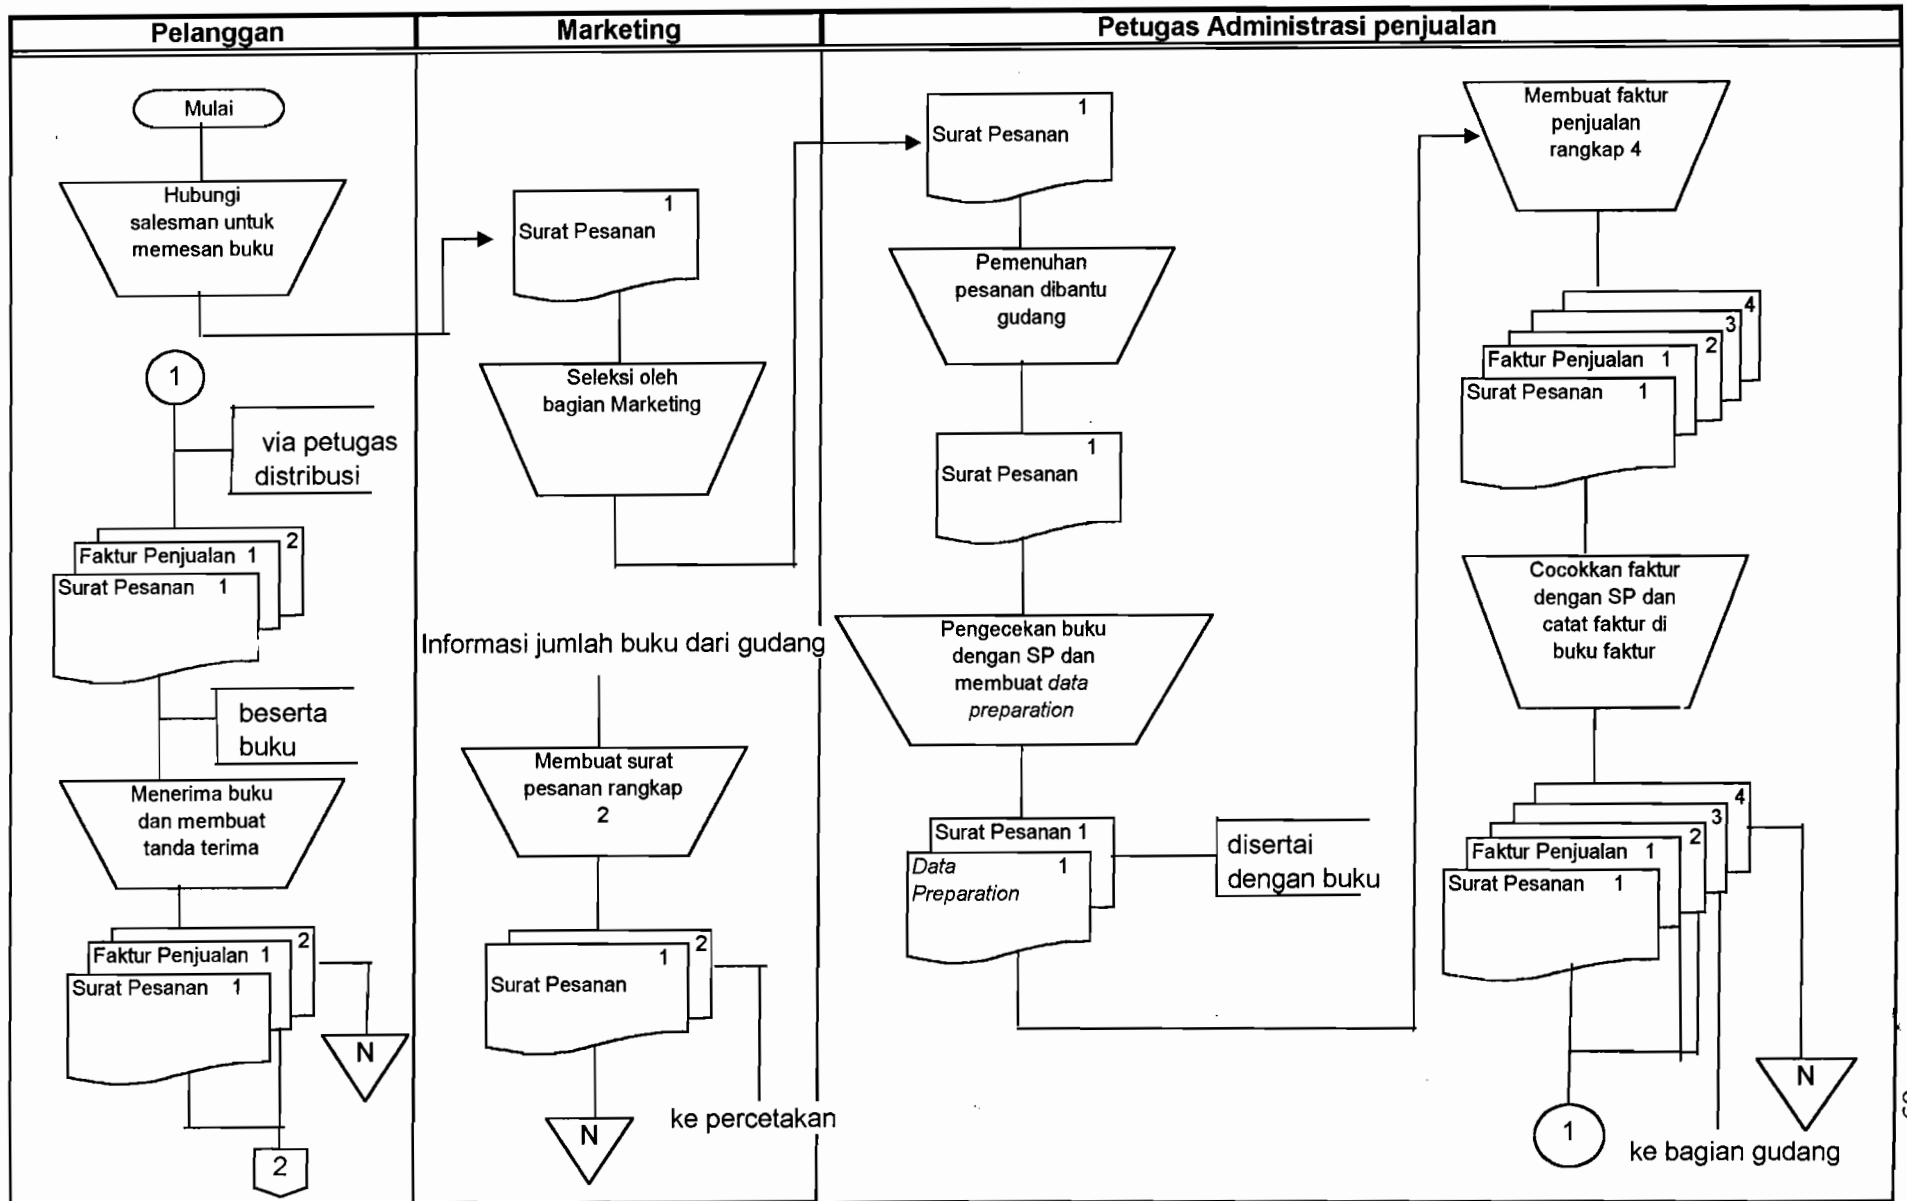 Pelanggan
Marketing
Petugas Administrasi penjualan
Mulai
Hubungi
salesman untuk
memesan buku
1
via petugas
distribusi
2
Faktur Penjualan 1
Surat Pesanan 1
beserta
buku
Menerima buku
dan membuat
tanda terima
2
Faktur Penjualan 1
Surat Pesanan 1
N
2
1
Surat Pesanan
Seleksi oleh
bagian Marketing
Informasi jumlah buku dari gudang
Membuat surat
pesanan rangkap
2
2
1
Surat Pesanan
ke percetakan
N
1
Surat Pesanan
Pemenuhan
pesanan dibantu
gudang
1
Surat Pesanan
Pengecekan buku
dengan SP dan
membuat data
preparation
Surat Pesanan 1
Data 1
Preparation
disertai
dengan buku
Membuat faktur
penjualan
rangkap 4
4
3
2
Faktur Penjualan 1
Surat Pesanan 1
Cocokkan faktur
dengan SP dan
catat faktur di
buku faktur
4
3
2
Faktur Penjualan 1
Surat Pesanan 1
N
1
ke bagian gudang